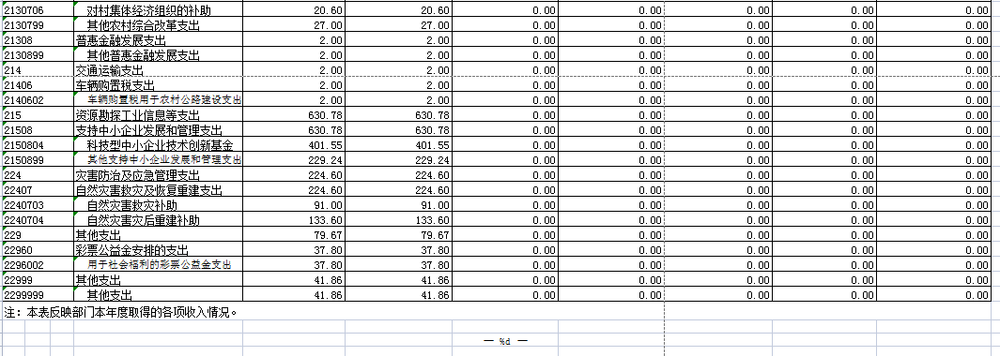 2130706 对村集体经济组织的补助 20.60 20.60 0.00 0.00 0.00 0.00 0.00
2130799 其他农村综合改革支出 27.00 27.00 0.00 0.00 0.00 0.00 0.00
21308 普惠金融发展支出 2.00 2.00 0.00 0.00 0.00 0.00 0.00
2130899 其他普惠金融发展支出 2.00 2.00 0.00 0.00 0.00 0.00 0.00
214 交通运输支出 2.00 2.00 0.00 0.00 0.00 0.00 0.00
21406 车辆购置税支出 2.00 2.00 0.00 0.00 0.00 0.00 0.00
2140602 车辆购置税用于农村公路建设支出 2.00 2.00 0.00 0.00 0.00 0.00 0.00
215 资源勘探工业信息等支出 630.78 630.78 0.00 0.00 0.00 0.00 0.00
21508 支持中小企业发展和管理支出 630.78 630.78 0.00 0.00 0.00 0.00 0.00
2150804 科技型中小企业技术创新基金 401.55 401.55 0.00 0.00 0.00 0.00 0.00
2150899 其他支持中小企业发展和管理支出 229.24 229.24 0.00 0.00 0.00 0.00 0.00
224 灾害防治及应急管理支出 224.60 224.60 0.00 0.00 0.00 0.00 0.00
22407 自然灾害救灾及恢复重建支出 224.60 224.60 0.00 0.00 0.00 0.00 0.00
2240703 自然灾害救灾补助 91.00 91.00 0.00 0.00 0.00 0.00 0.00
2240704 自然灾害灾后重建补助 133.60 133.60 0.00 0.00 0.00 0.00 0.00
229 其他支出 79.67 79.67 0.00 0.00 0.00 0.00 0.00
22960 彩票公益金安排的支出 37.80 37.80 0.00 0.00 0.00 0.00 0.00
2296002 用于社会福利的彩票公益金支出 37.80 37.80 0.00 0.00 0.00 0.00 0.00
22999 其他支出 41.86 41.86 0.00 0.00 0.00 0.00 0.00
2299999 其他支出 41.86 41.86 0.00 0.00 0.00 0.00 0.00
注：本表反映部门本年度取得的各项收入情况。
— %d —